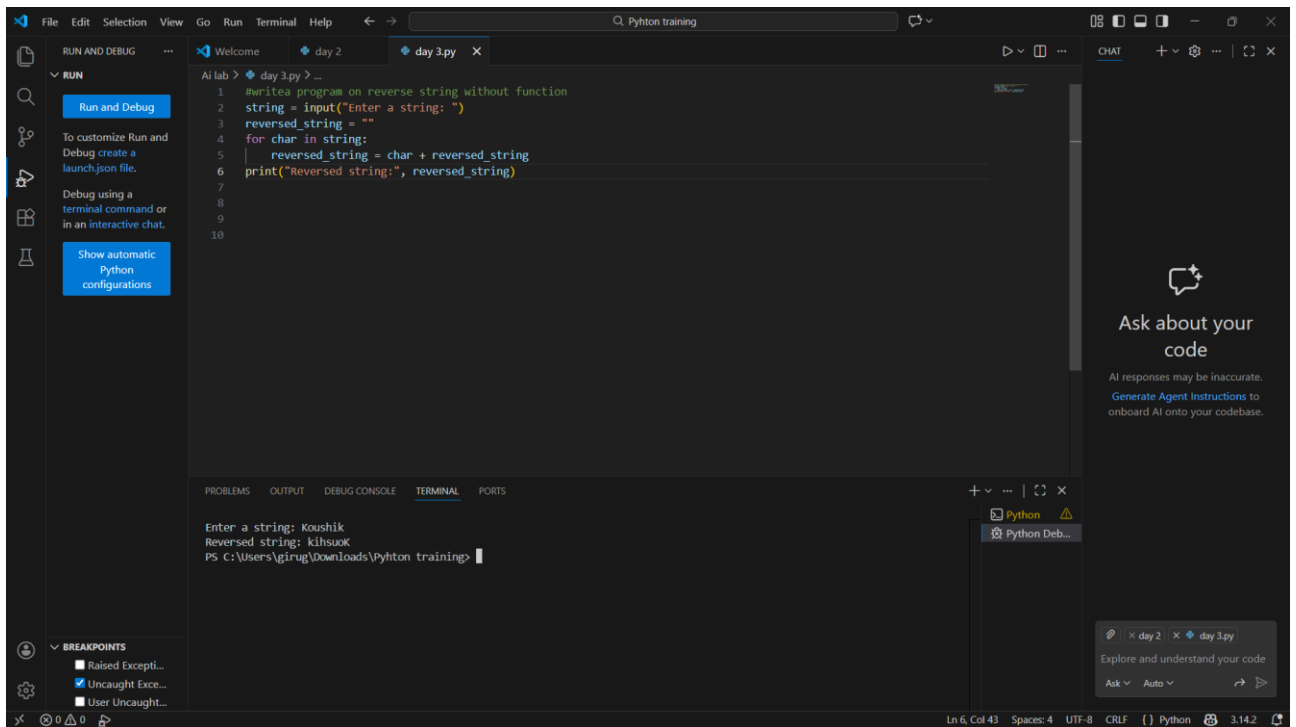 File Edit Selection View Go Run Terminal Help
Pyhton training
RUN AND DEBUG
RUN
Run and Debug
To customize Run and
Debug create a
launch.json file.
Debug using a
terminal command or
in an interactive chat.
Show automatic
Python
configurations
Welcome day 2 day 3.py
Ai lab > day 3.py > ...
1 #writea program on reverse string without function
2 string = input("Enter a string: ")
3 reversed_string = ""
4 for char in string:
5     reversed_string = char + reversed_string
6 print("Reversed string:", reversed_string)
7
8
9
10
PROBLEMS OUTPUT DEBUG CONSOLE TERMINAL PORTS
Enter a string: Koushik
Reversed string: kihsuoK
PS C:\Users\girug\Downloads\Pyhton training>
Python
Python Deb...
CHAT
Ask about your
code
AI responses may be inaccurate.
Generate Agent Instructions to
onboard AI onto your codebase.
day 2 day 3.py
Explore and understand your code
Ask Auto
BREAKPOINTS
Raised Excepti...
Uncaught Exce...
User Uncaught...
0 0 Ln 6, Col 43 Spaces: 4 UTF-8 CRLF {} Python 3.14.2